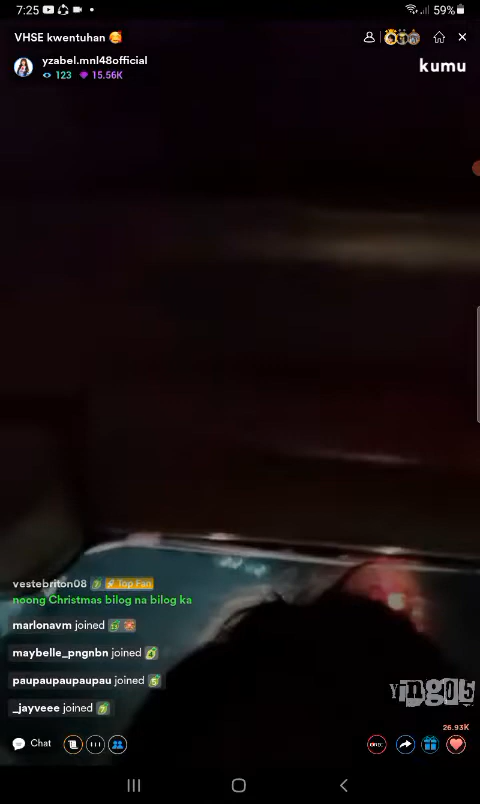 7:25
59%
VHSE kwentuhan 🥰
yzabel.mnl48official
123 15.56K
kumu
vestebriton08 Top Fan
noong Christmas bilog na bilog ka
marlonavm joined
maybelle_pngnbn joined
paupaupaupaupau joined
_jayveee joined
Yingo5
26.93K
Chat